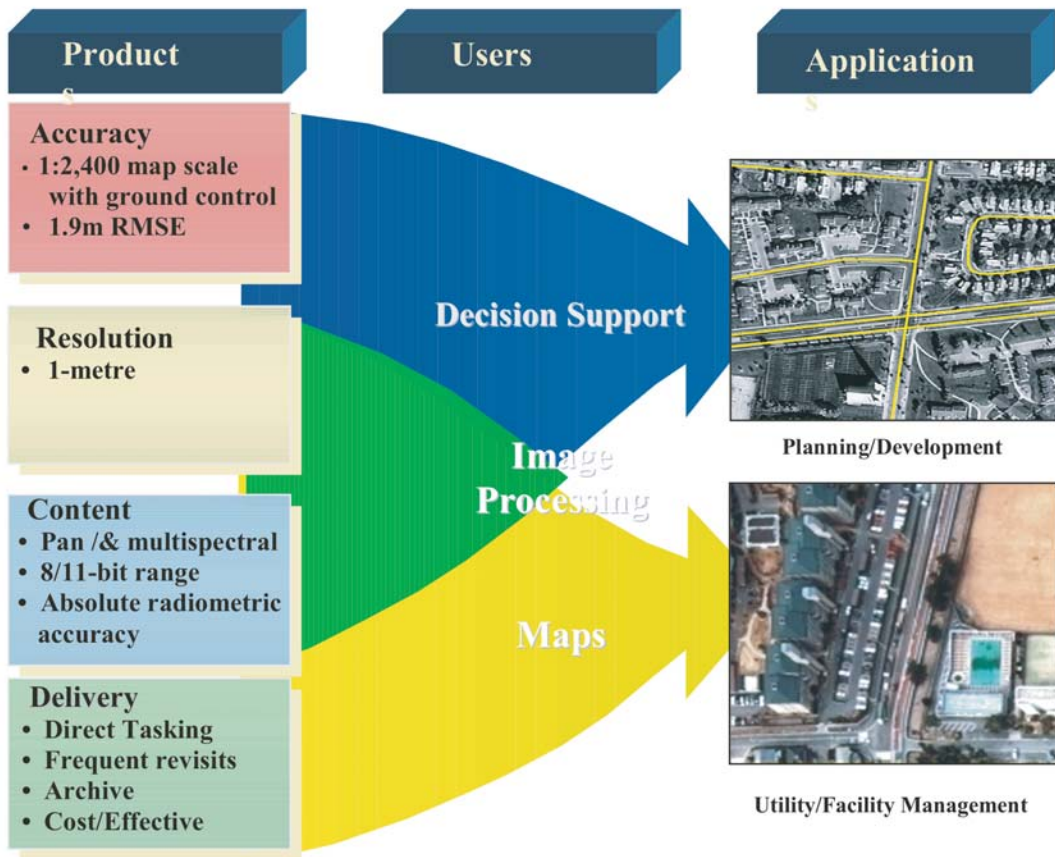 Product
s
Users
Application
s
Accuracy
• 1:2,400 map scale
with ground control
• 1.9m RMSE
Resolution
• 1-metre
Content
• Pan /& multispectral
• 8/11-bit range
• Absolute radiometric
accuracy
Delivery
• Direct Tasking
• Frequent revisits
• Archive
• Cost/Effective
Decision Support
Image
Processing
Maps
Planning/Development
Utility/Facility Management